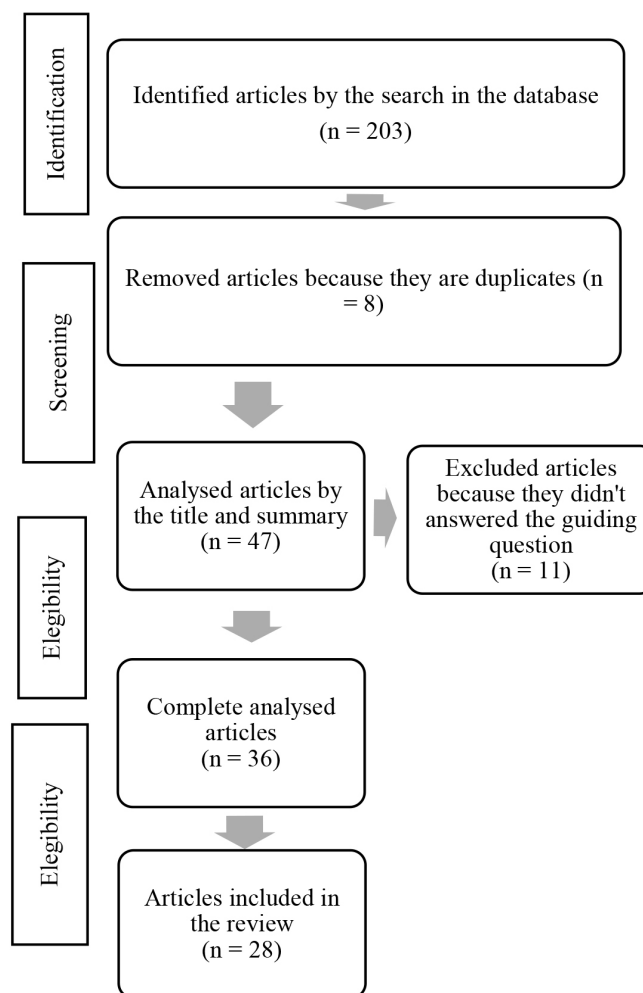 Identification
Identified articles by the search in the database
(n = 203)
Screening
Removed articles because they are duplicates (n
= 8)
Analysed articles by
the title and summary
(n = 47)
Excluded articles
because they didn't
answered the guiding
question
(n = 11)
Elegibility
Complete analysed
articles
(n = 36)
Elegibility
Articles included in
the review
(n = 28)